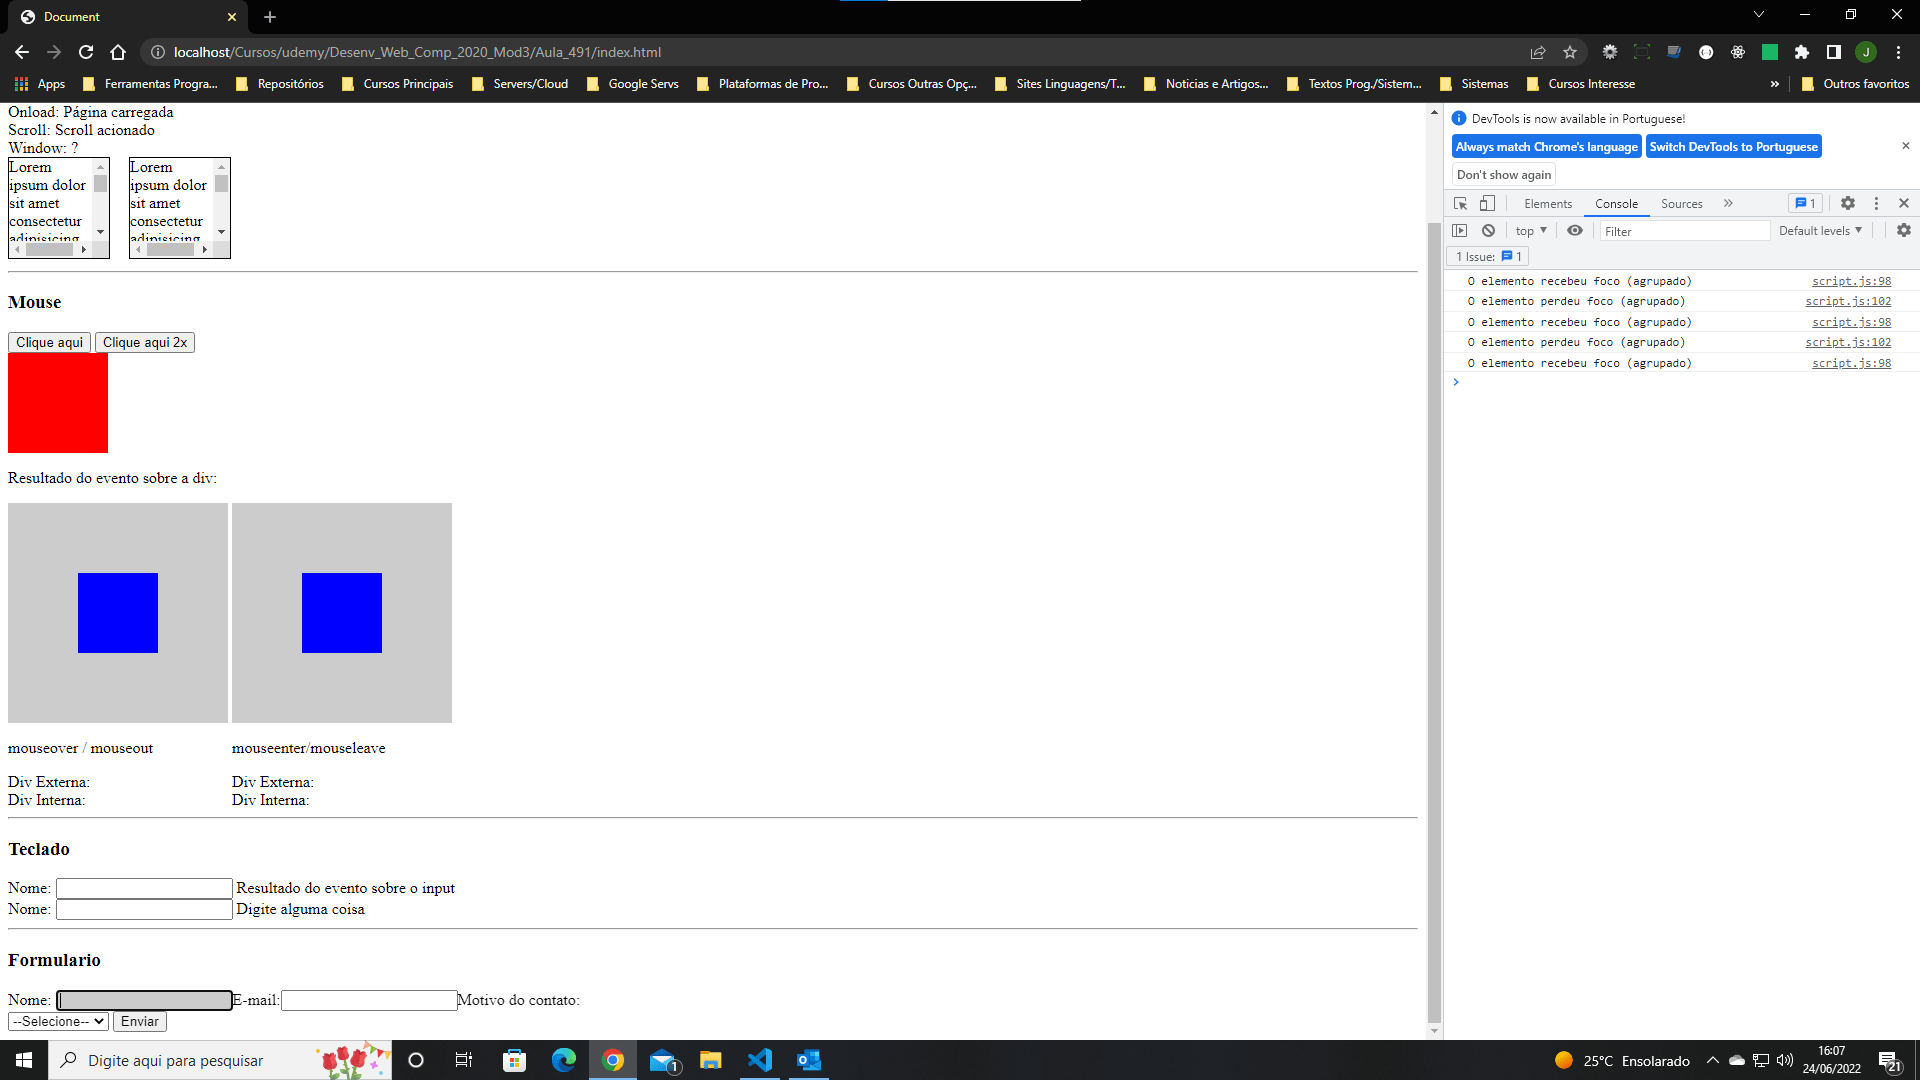 Document
localhost/Cursos/udemy/Desenv_Web_Comp_2020_Mod3/Aula_491/index.html
J
Apps Ferramentas Progra... Repositórios Cursos Principais Servers/Cloud Google Servs Plataformas de Pro... Cursos Outras Opç... Sites Linguagens/T... Noticias e Artigos... Textos Prog./Sistem... Sistemas Cursos Interesse » Outros favoritos
Onload: Página carregada
Scroll: Scroll acionado
Window: ?
Lorem
ipsum dolor
sit amet
consectetur
adipisicing
Lorem
ipsum dolor
sit amet
consectetur
adipisicing
Mouse
Clique aqui Clique aqui 2x
Resultado do evento sobre a div:
mouseover / mouseout mouseenter/mouseleave
Div Externa: Div Externa:
Div Interna: Div Interna:
Teclado
Nome: Resultado do evento sobre o input
Nome: Digite alguma coisa
Formulario
Nome: E-mail: Motivo do contato:
--Selecione-- Enviar
DevTools is now available in Portuguese!
Always match Chrome's language Switch DevTools to Portuguese
Don't show again
Elements Console Sources » 1
top Filter Default levels
1 Issue: 1
O elemento recebeu foco (agrupado) script.js:98
O elemento perdeu foco (agrupado) script.js:102
O elemento recebeu foco (agrupado) script.js:98
O elemento perdeu foco (agrupado) script.js:102
O elemento recebeu foco (agrupado) script.js:98
Digite aqui para pesquisar
1
25°C Ensolarado
16:07
24/06/2022
21